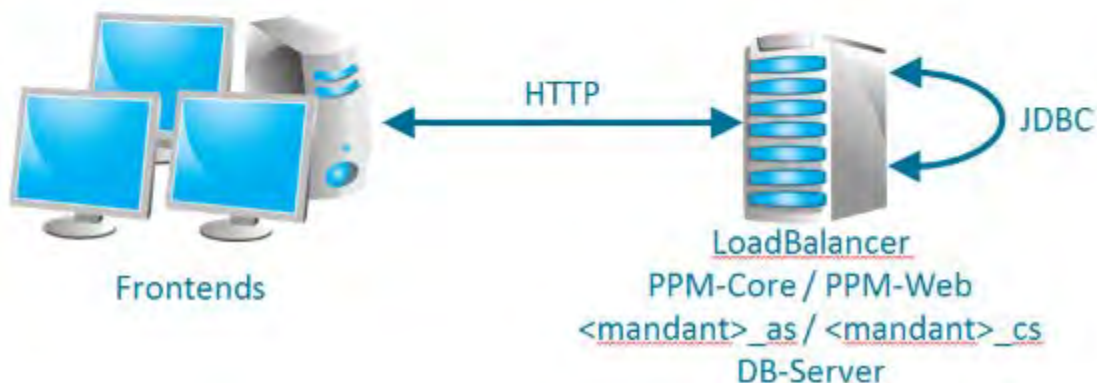 HTTP
JDBC
Frontends
LoadBalancer
PPM-Core / PPM-Web
<mandant>_as / <mandant>_cs
DB-Server